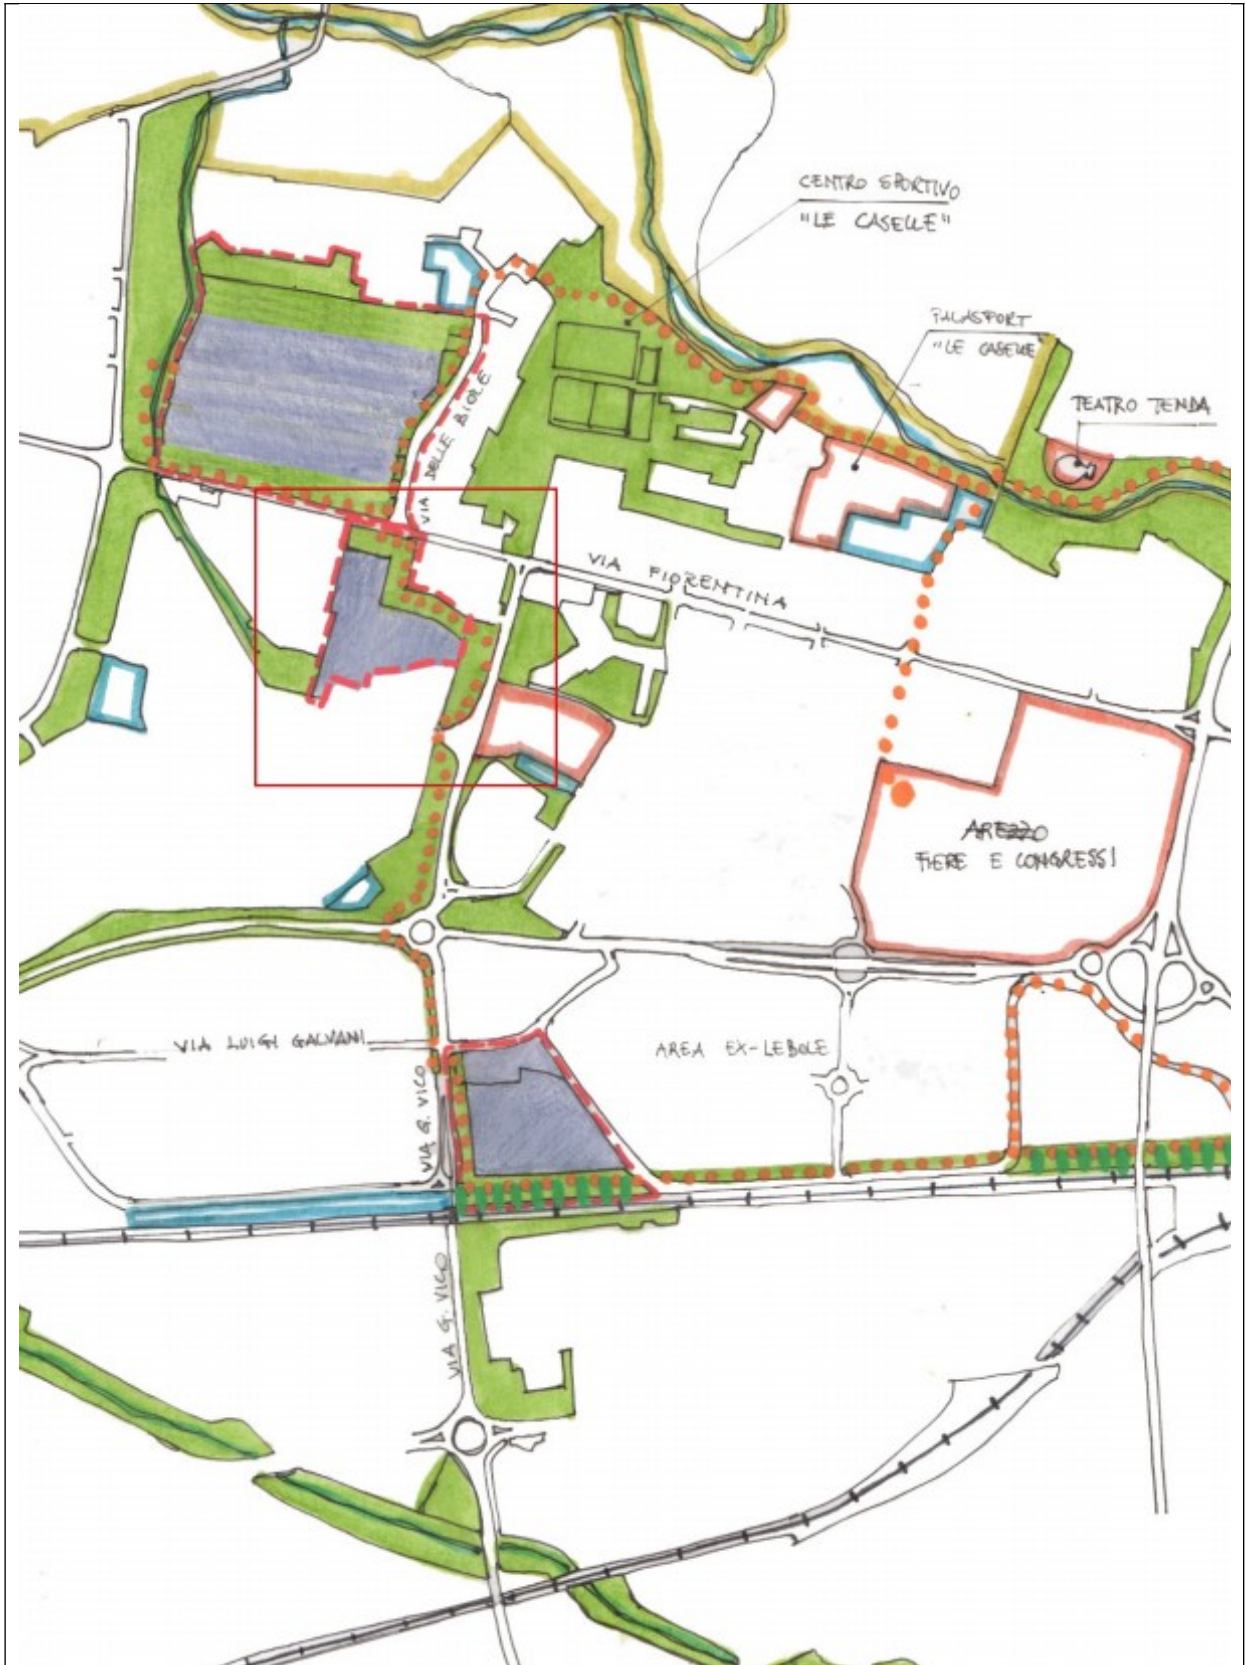 CENTRO SPORTIVO
"LE CASELLE"
PALASPORT
"LE CASELLE"
TEATRO TENDA
VIA DELLE BIOLE
VIA FIORENTINA
AREZZO
FIERE E CONGRESSI
VIA LUIGI GALVANI
AREA EX-LEBOLE
VIA G. VICO
VIA G. VICO